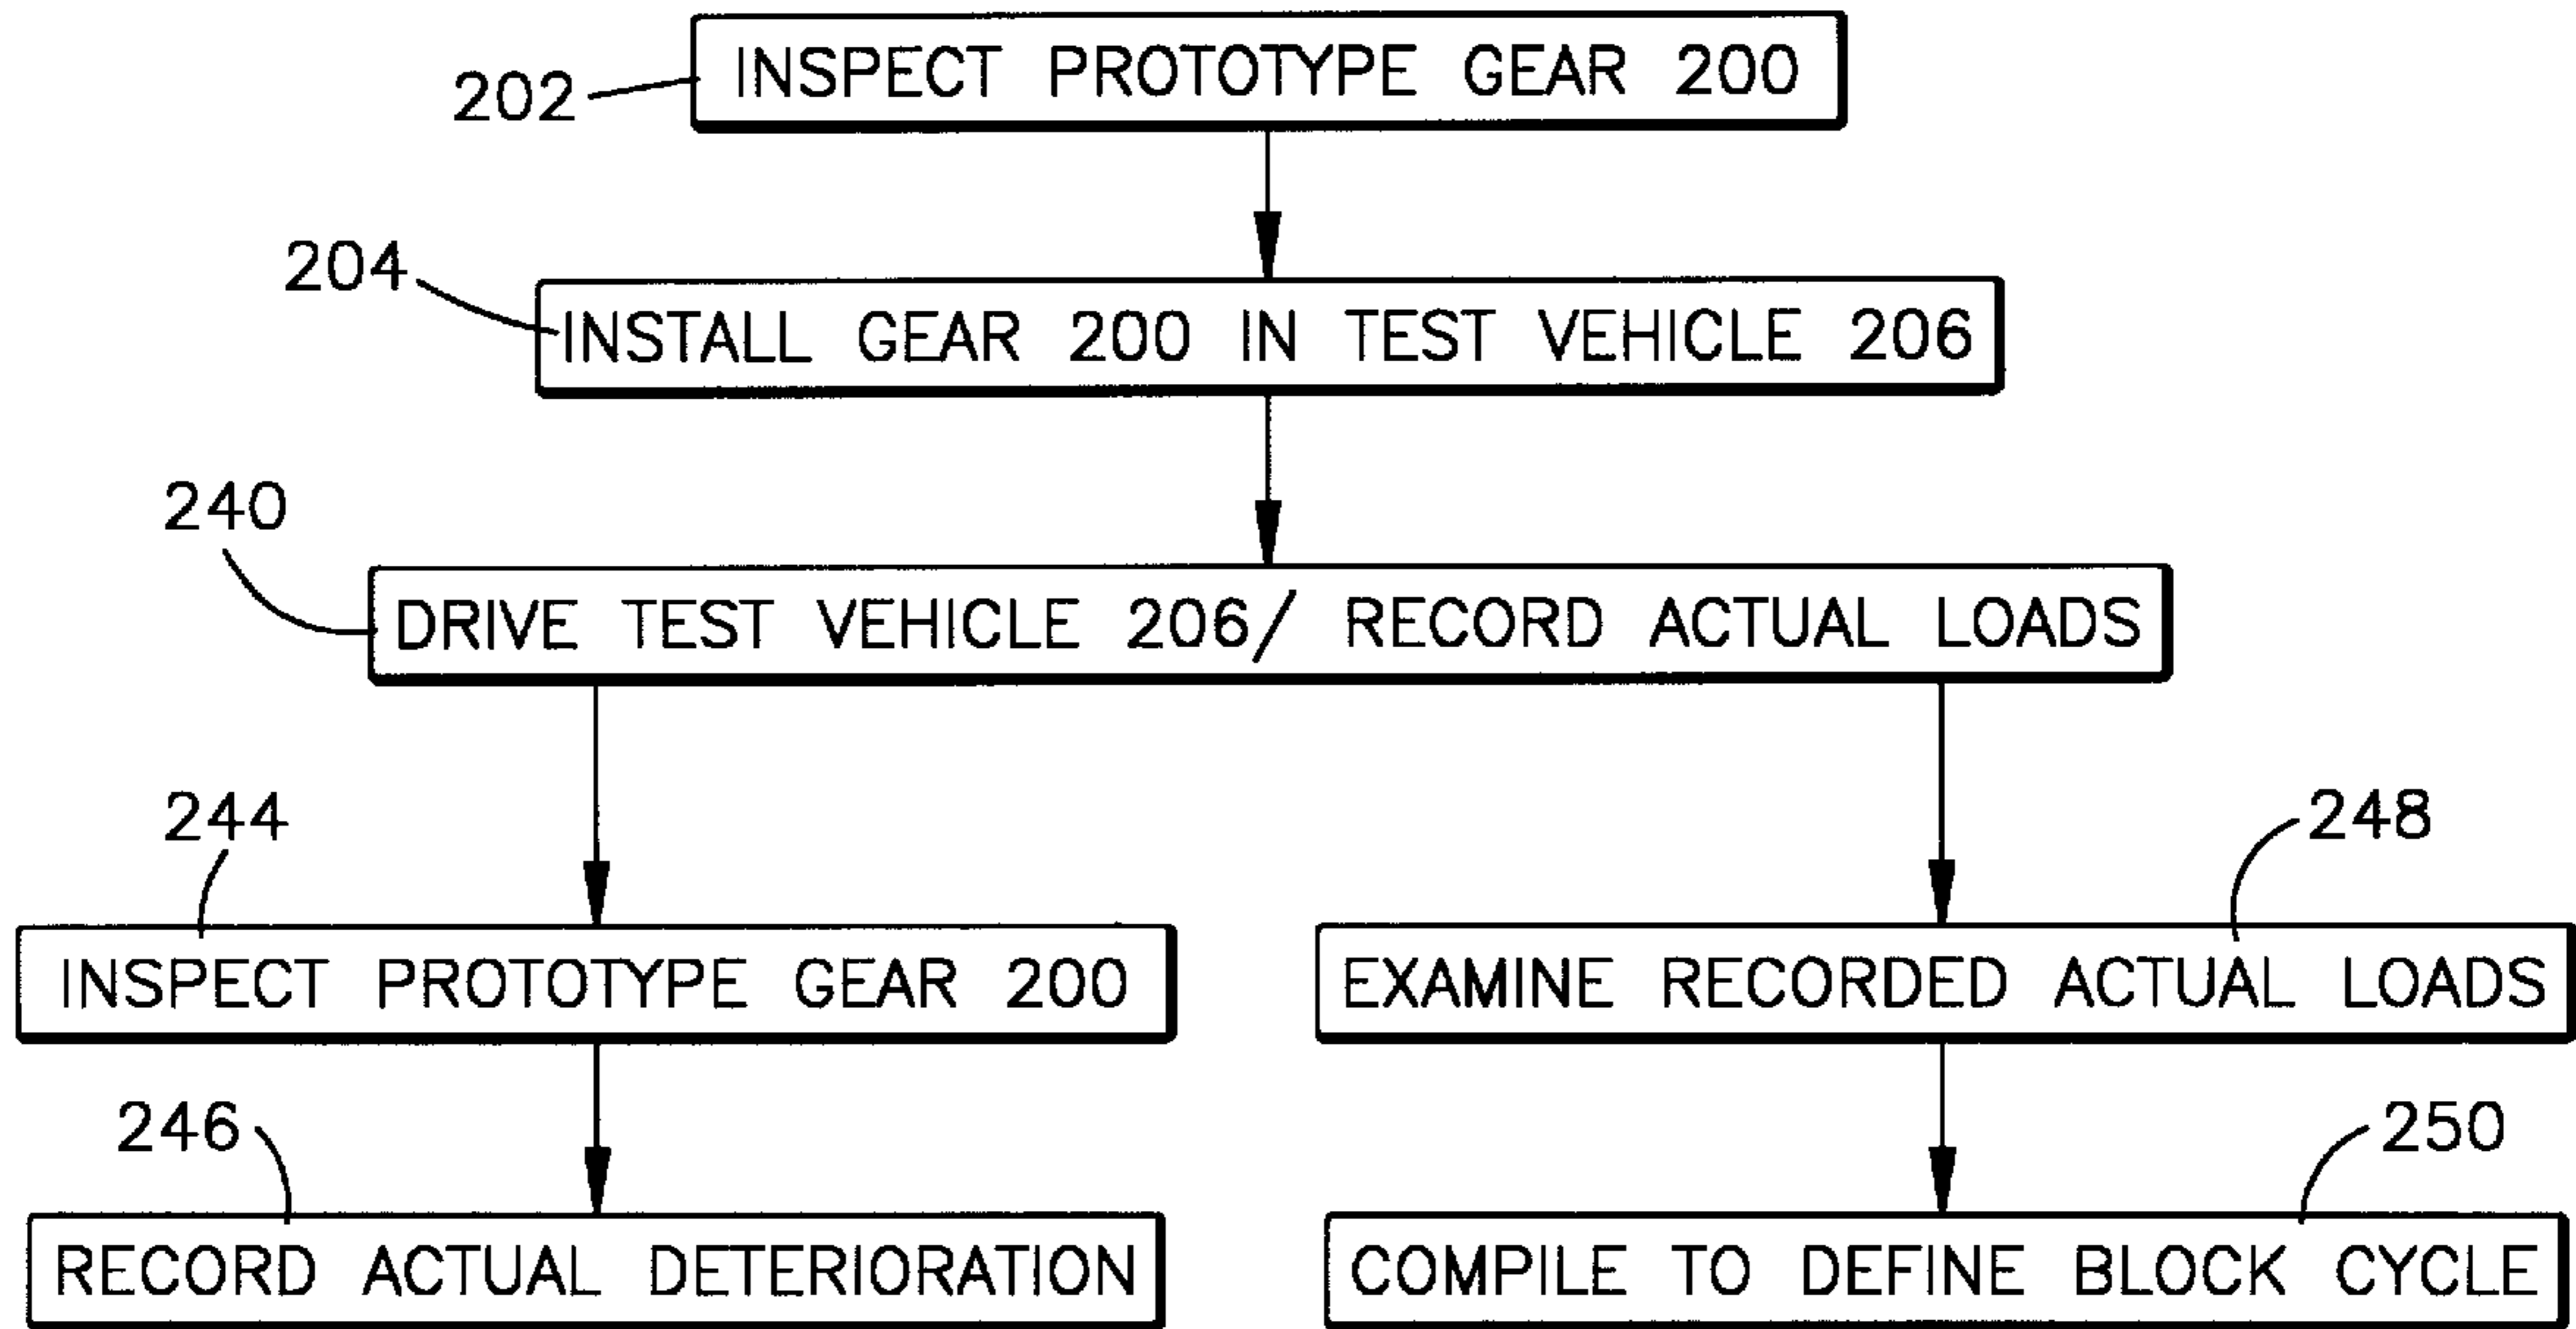 202
INSPECT PROTOTYPE GEAR 200
204
INSTALL GEAR 200 IN TEST VEHICLE 206
240
DRIVE TEST VEHICLE 206/ RECORD ACTUAL LOADS
244
INSPECT PROTOTYPE GEAR 200
246
RECORD ACTUAL DETERIORATION
248
EXAMINE RECORDED ACTUAL LOADS
250
COMPILE TO DEFINE BLOCK CYCLE